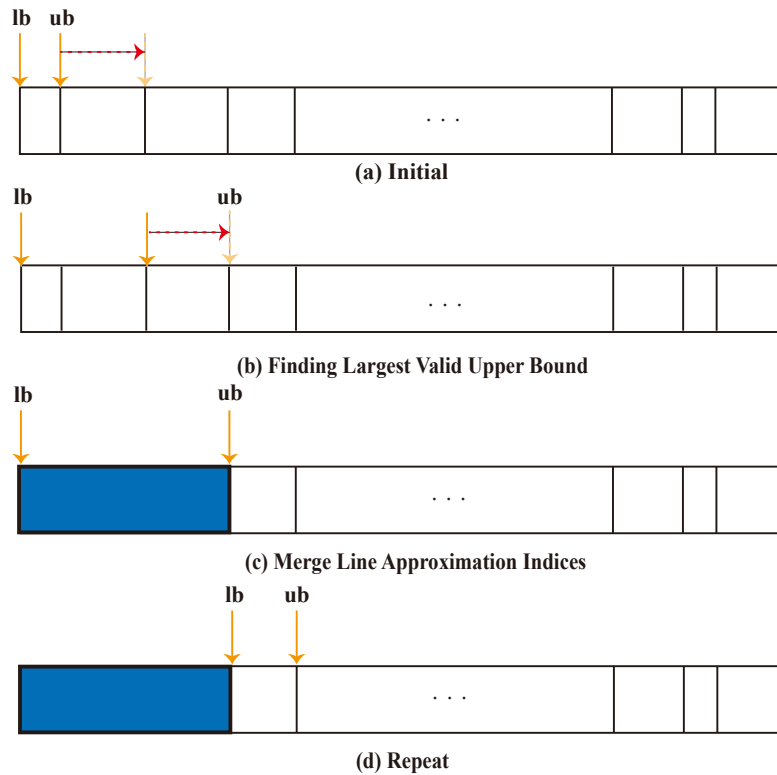 lb ub
. . .
(a) Initial
lb ub
. . .
(b) Finding Largest Valid Upper Bound
lb ub
. . .
(c) Merge Line Approximation Indices
lb ub
. . .
(d) Repeat